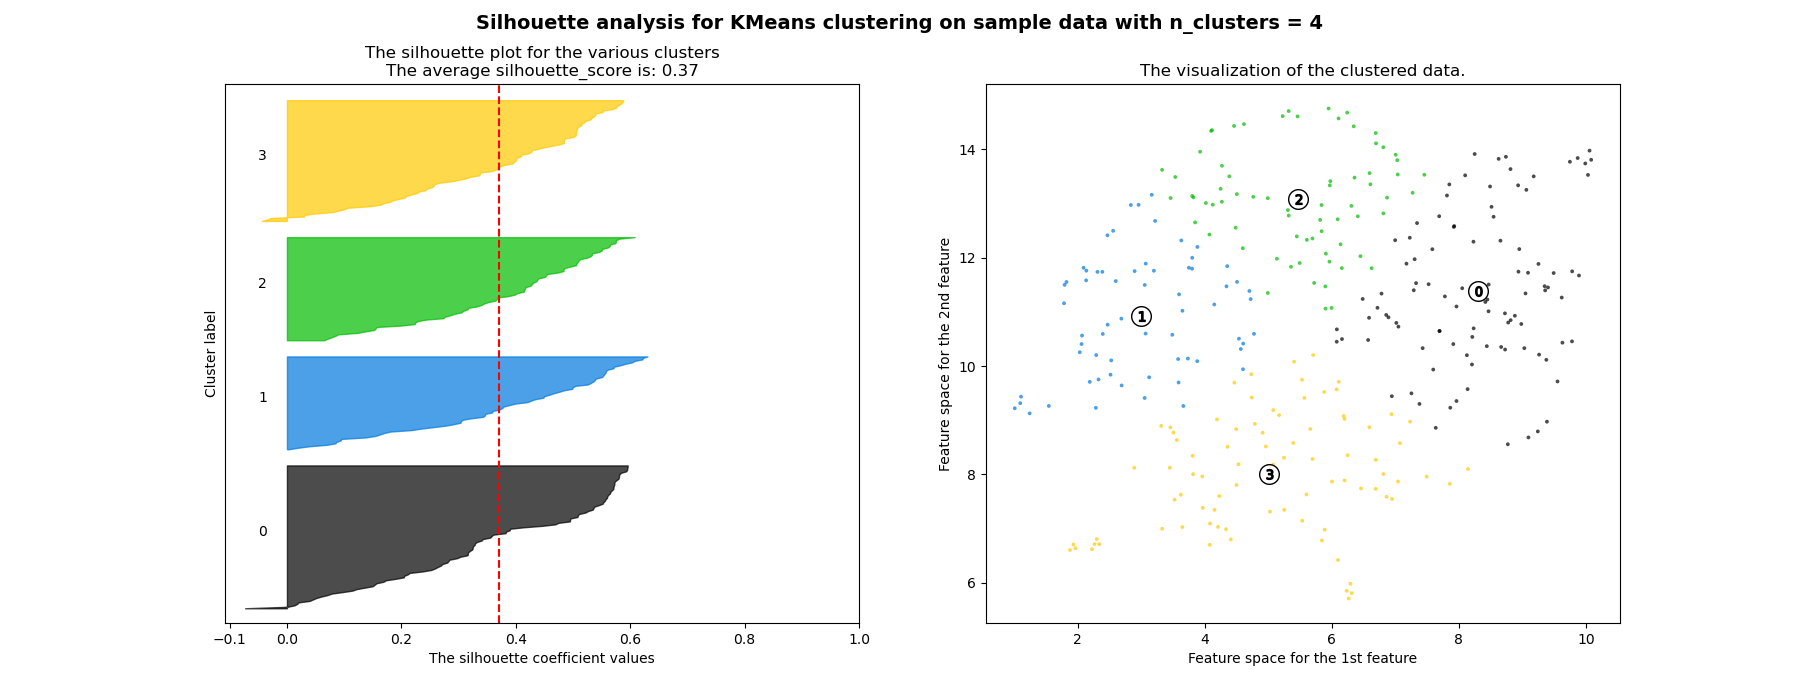 Silhouette analysis for KMeans clustering on sample data with n_clusters = 4
The silhouette plot for the various clusters
The average silhouette_score is: 0.37
3
2
1
0
Cluster label
−0.1 0.0 0.2 0.4 0.6 0.8 1.0
The silhouette coefficient values
The visualization of the clustered data.
14
12
10
8
6
Feature space for the 2nd feature
2
0
1
3
2 4 6 8 10
Feature space for the 1st feature